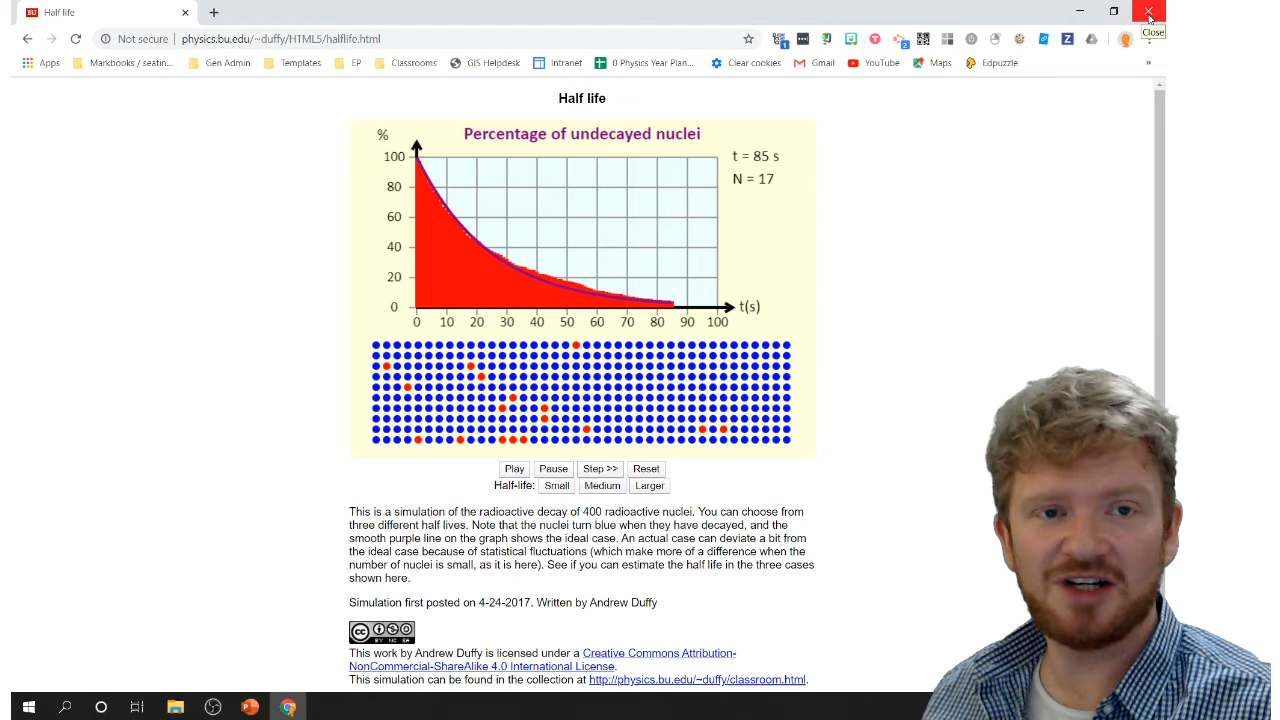 BU Half life
Not secure | physics.bu.edu/~duffy/HTML5/halflife.html
Close
Apps Markbooks / seatin... Gen Admin Templates EP Classrooms GIS Helpdesk Intranet 0 Physics Year Plan... Clear cookies Gmail YouTube Maps Edpuzzle »
Half life
% Percentage of undecayed nuclei
t = 85 s
N = 17
100
80
60
40
20
0
t(s)
0 10 20 30 40 50 60 70 80 90 100
Play Pause Step >> Reset
Half-life: Small Medium Larger
This is a simulation of the radioactive decay of 400 radioactive nuclei. You can choose from
three different half lives. Note that the nuclei turn blue when they have decayed, and the
smooth purple line on the graph shows the ideal case. An actual case can deviate a bit from
the ideal case because of statistical fluctuations (which make more of a difference when the
number of nuclei is small, as it is here). See if you can estimate the half life in the three cases
shown here.
Simulation first posted on 4-24-2017. Written by Andrew Duffy
cc BY NC SA
This work by Andrew Duffy is licensed under a Creative Commons Attribution-
NonCommercial-ShareAlike 4.0 International License.
This simulation can be found in the collection at http://physics.bu.edu/~duffy/classroom.html.